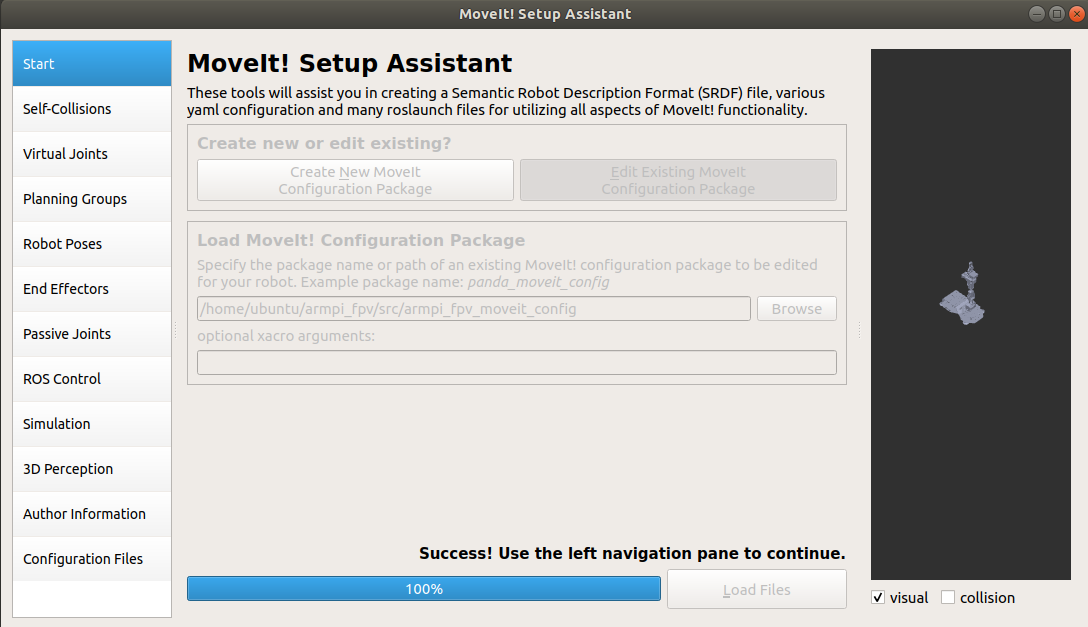 MoveIt! Setup Assistant
Start
Self-Collisions
Virtual Joints
Planning Groups
Robot Poses
End Effectors
Passive Joints
ROS Control
Simulation
3D Perception
Author Information
Configuration Files
MoveIt! Setup Assistant
These tools will assist you in creating a Semantic Robot Description Format (SRDF) file, various
yaml configuration and many roslaunch files for utilizing all aspects of MoveIt! functionality.
Create new or edit existing?
Create New MoveIt
Configuration Package
Edit Existing MoveIt
Configuration Package
Load MoveIt! Configuration Package
Specify the package name or path of an existing MoveIt! configuration package to be edited
for your robot. Example package name: panda_moveit_config
/home/ubuntu/armpi_fpv/src/armpi_fpv_moveit_config
Browse
optional xacro arguments:
Success! Use the left navigation pane to continue.
100%
Load Files
visual
collision